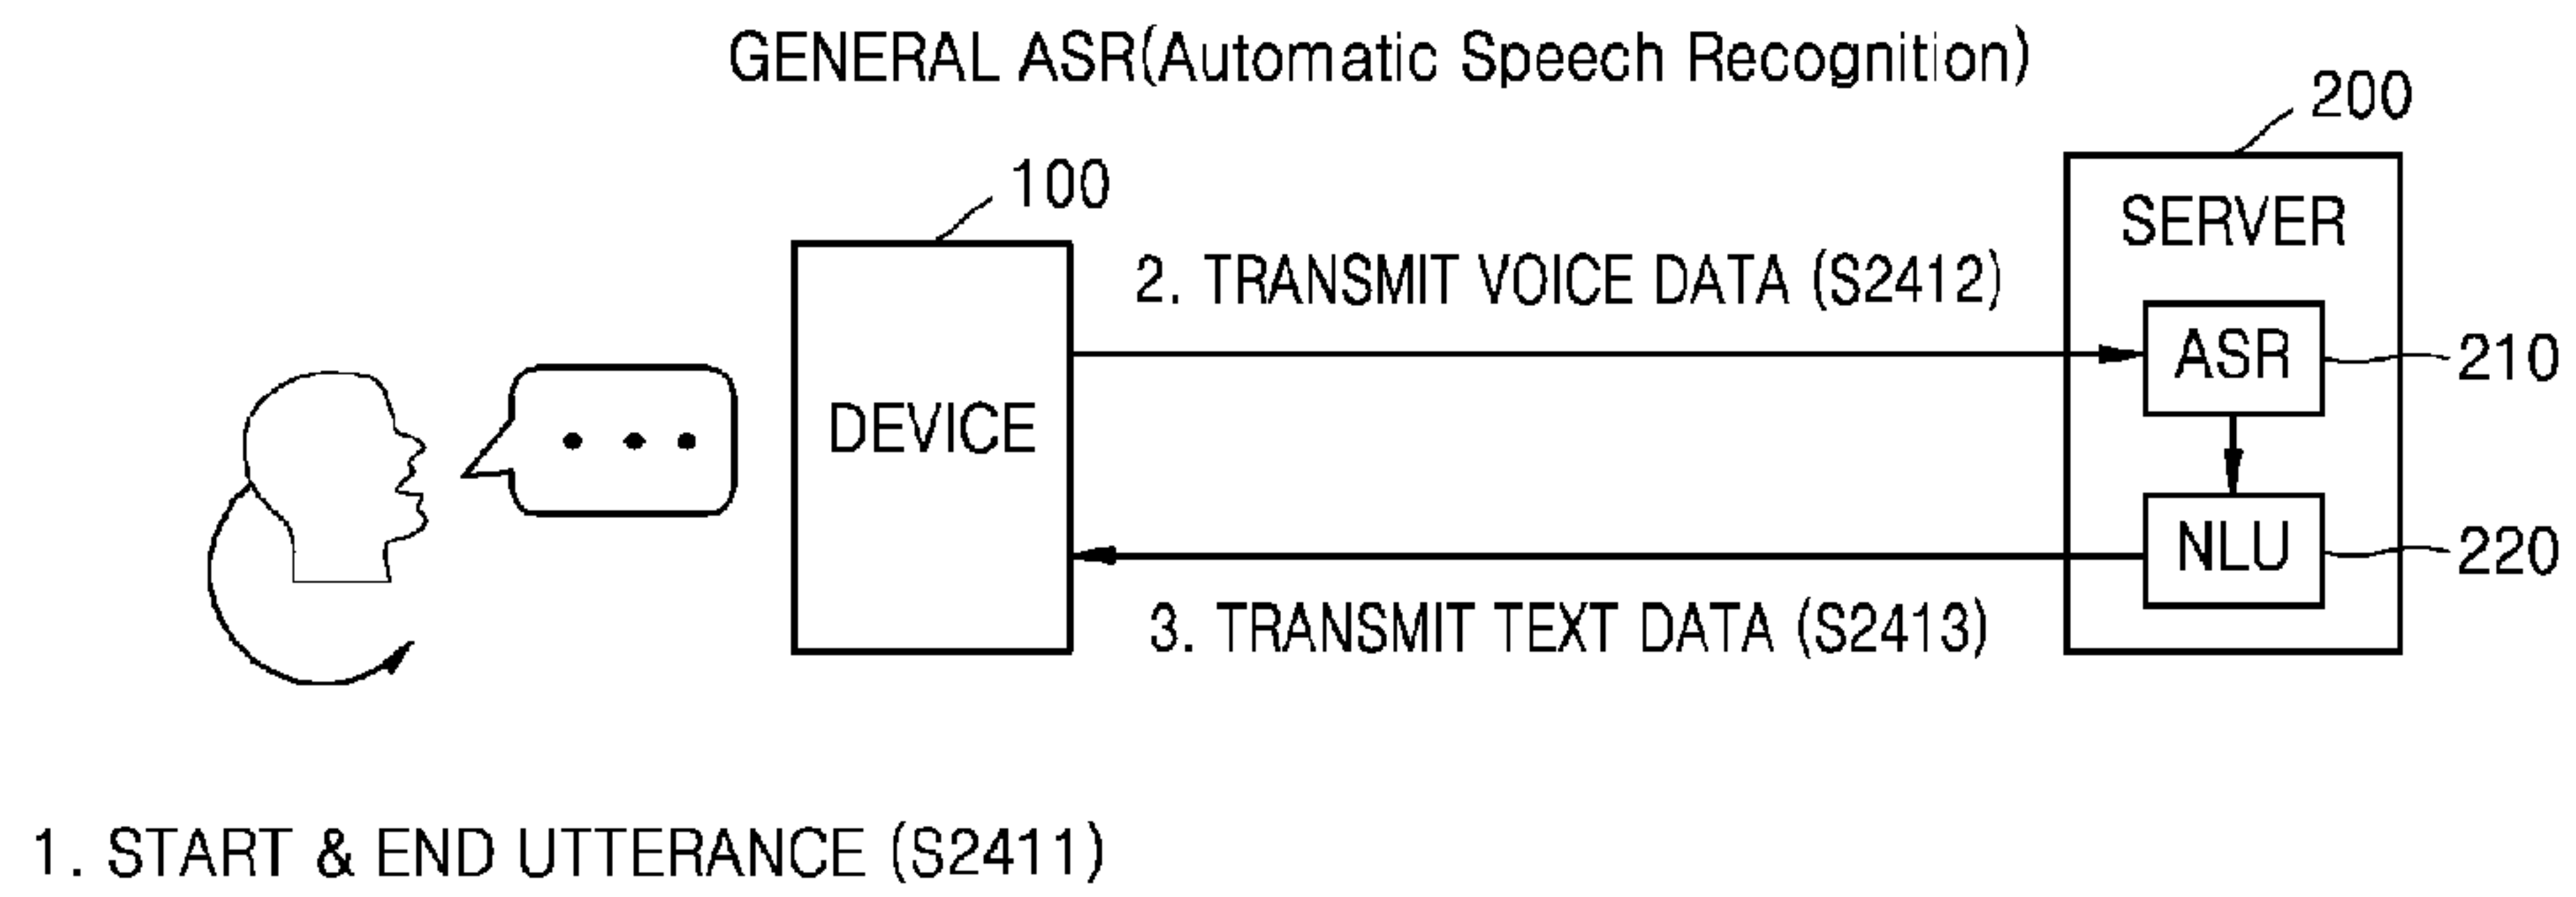 GENERAL ASR(Automatic Speech Recognition)
200
100
SERVER
2. TRANSMIT VOICE DATA (S2412)
ASR
210
DEVICE
NLU
220
3. TRANSMIT TEXT DATA (S2413)
1. START & END UTTERANCE (S2411)